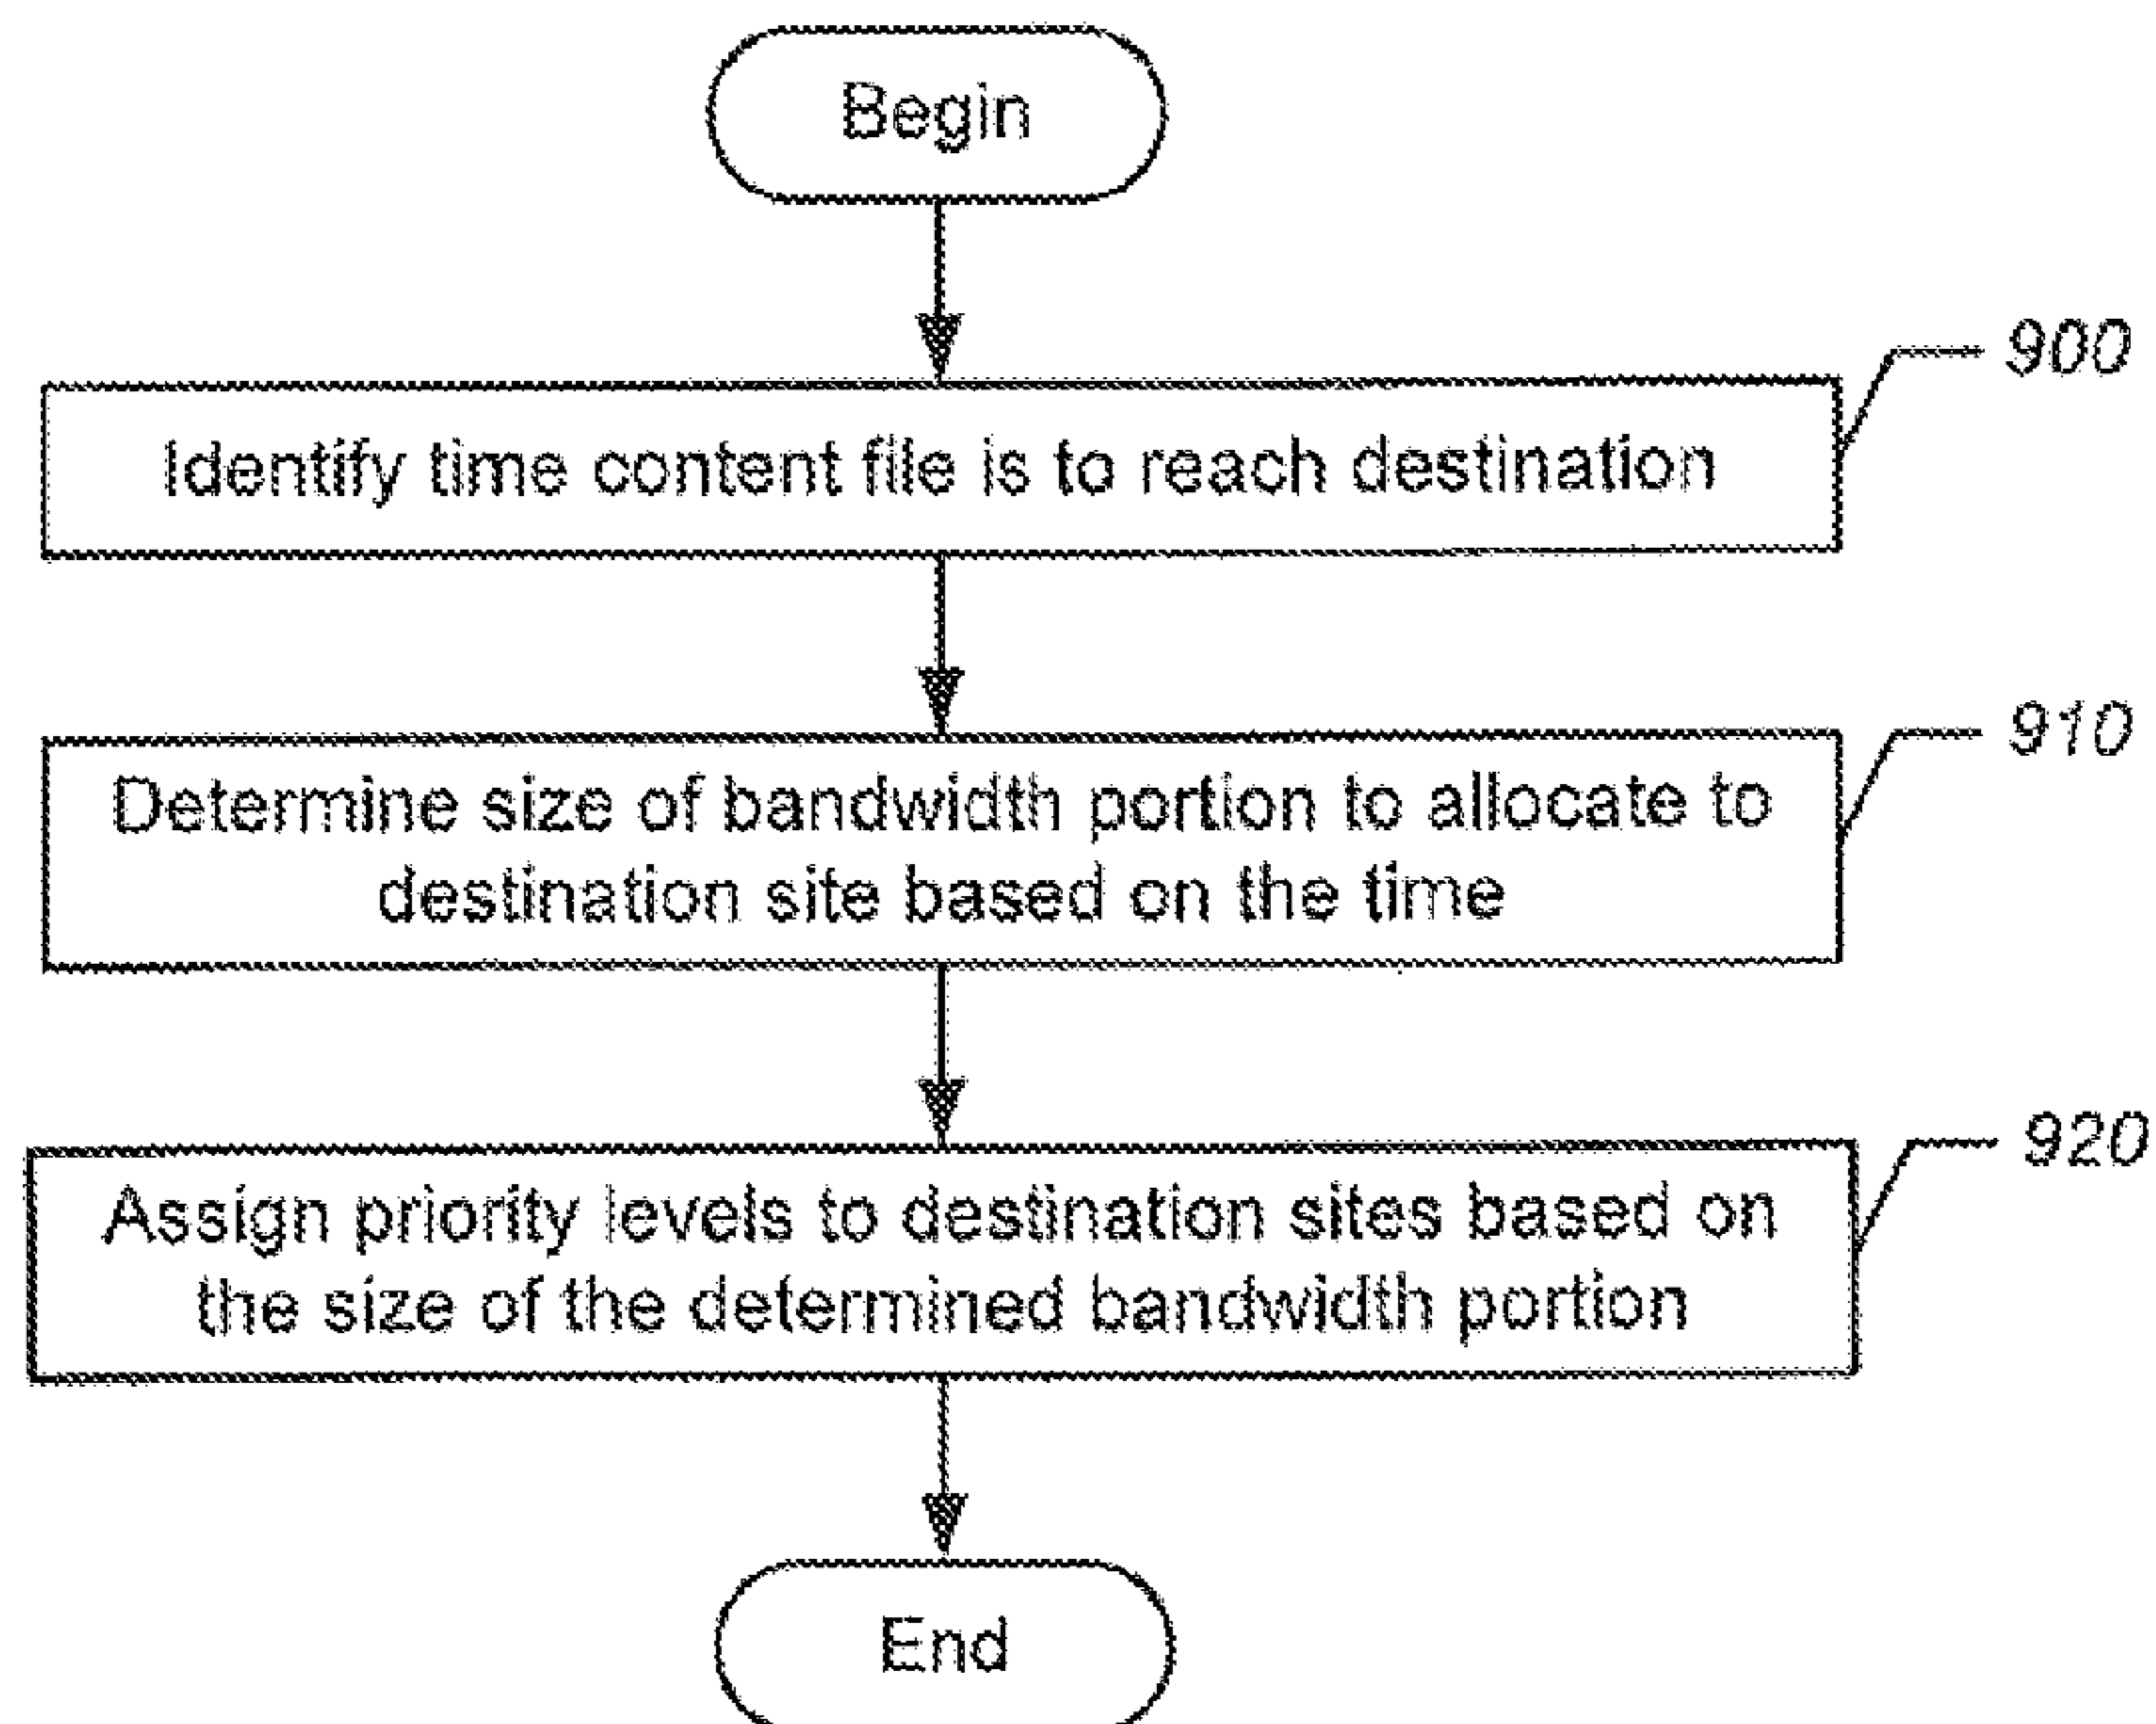 Begin
900
Identify time content file is to reach destination
910
Determine size of bandwidth portion to allocate to
destination site based on the time
920
Assign priority levels to destination sites based on
the size of the determined bandwidth portion
End